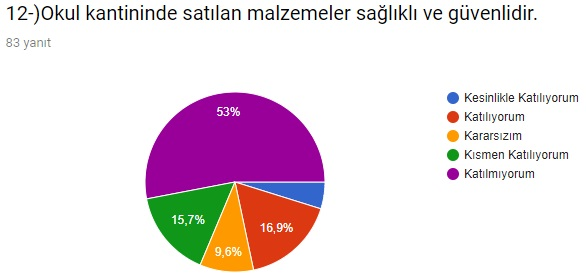 12-)Okul kantininde satılan malzemeler sağlıklı ve güvenlidir.
83 yanıt
Kesinlikle Katılıyorum
Katılıyorum
Kararsızım
Kısmen Katılıyorum
Katılmıyorum
53%
15,7%
16,9%
9,6%